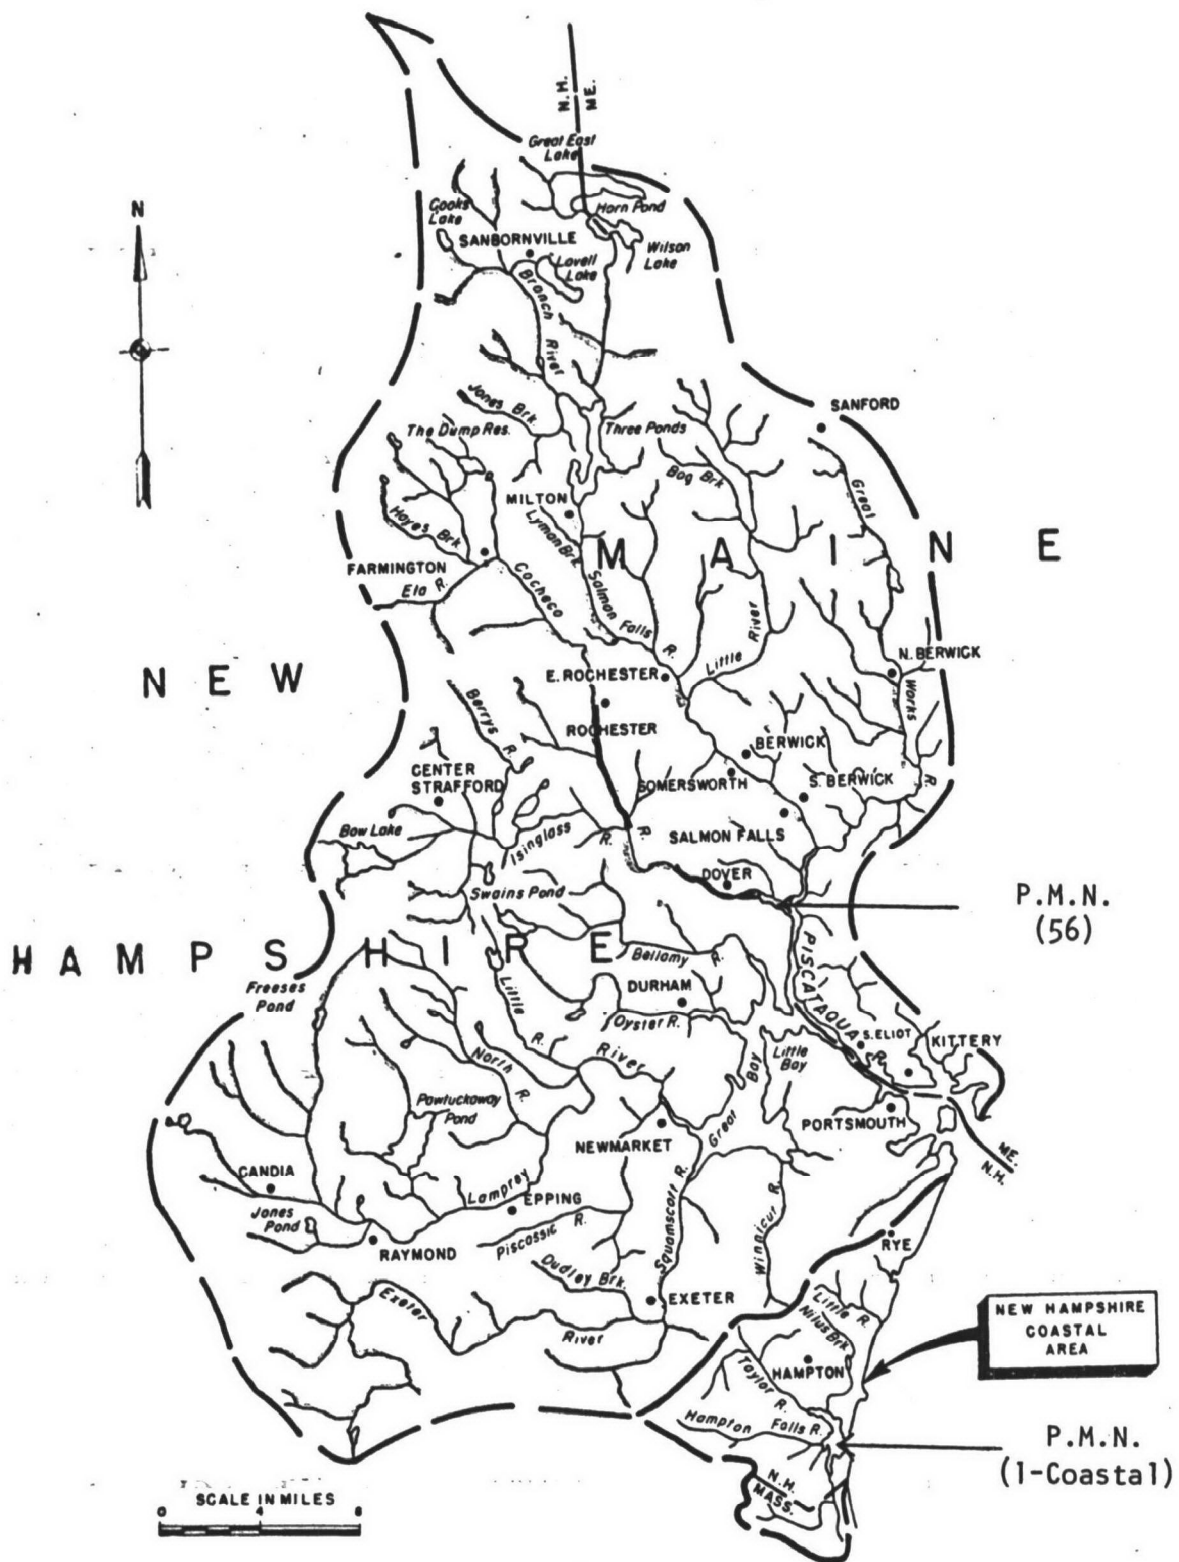 N.H.
ME.
Great East
Lake
Horn Pond
Cooks
Lake
N
SANBORNVILLE
Wilson
Lake
Lovell
Lake
Branch
River
Jones Brk.
SANFORD
The Dump Res.
Three Ponds
Bog Brk
Great
MILTON
Lyman Brk.
Hayes Brk
M A I N E
FARMINGTON
Ela R.
Cocheco
Salmon Falls
R.
Little
River
N. BERWICK
NEW
E. ROCHESTER
Works
R.
Berrys R.
ROCHESTER
BERWICK
CENTER
STRAFFORD
SOMERSWORTH
S. BERWICK
Bow Lake
Isinglass
R.
R.
SALMON FALLS
DOVER
Swains Pond
P.M.N.
(56)
HAMPSHIRE
Bellamy
R.
PISCATAQUA
R.
Freeses
Pond
Little
R.
DURHAM
Oyster R.
S. ELIOT
KITTERY
North
R.
River
Little
Bay
Great
Bay
Pawtuckaway
Pond
NEWMARKET
PORTSMOUTH
ME.
N.H.
CANDIA
Lamprey
EPPING
Jones
Pond
RAYMOND
Piscassic R.
Squamscott R.
Winnicut R.
RYE
Dudley Brk.
Exeter
River
EXETER
Little
R.
Nilus Brk
NEW HAMPSHIRE
COASTAL
AREA
HAMPTON
Taylor R.
Hampton Falls R.
P.M.N.
(1-Coastal)
N.H.
MASS.
SCALE IN MILES
0 4 8